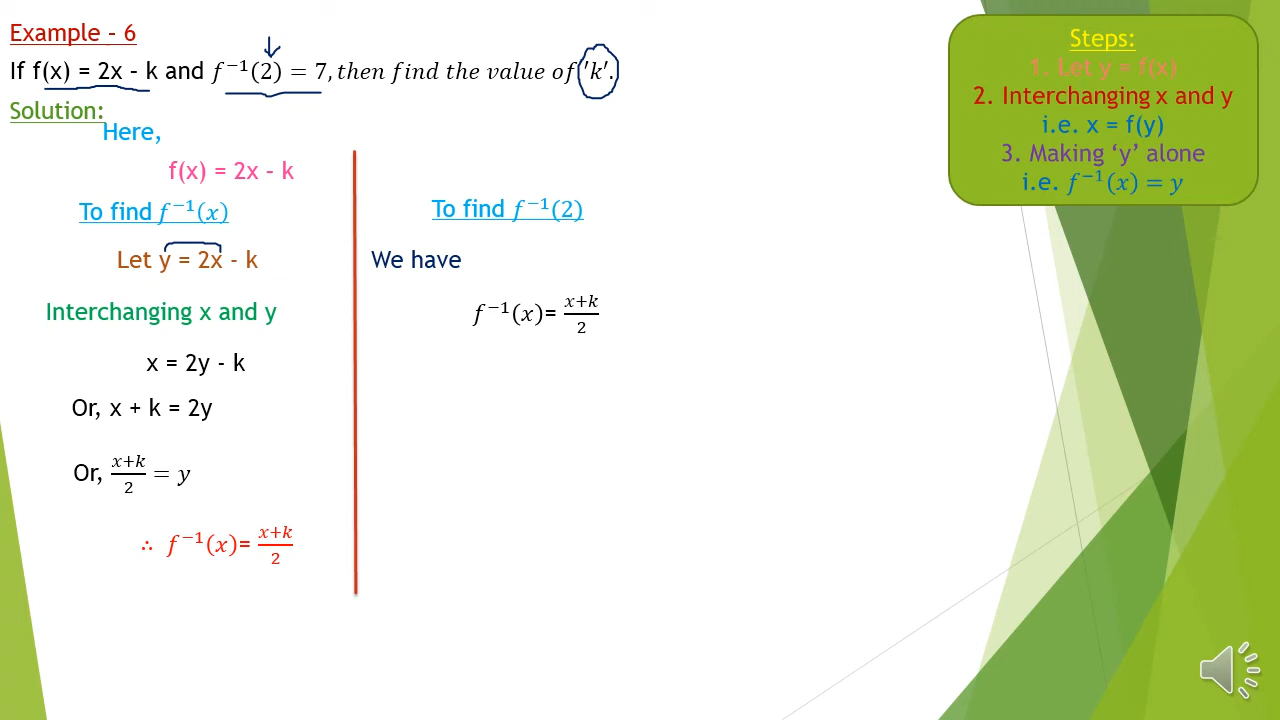 Example - 6
If f(x) = 2x – k and f⁻¹(2) = 7, then find the value of 'k'.
Solution:
Here,
f(x) = 2x – k
To find f⁻¹(x)
Let y = 2x - k
Interchanging x and y
x = 2y - k
Or, x + k = 2y
Or, (x+k)/2 = y
∴ f⁻¹(x)= (x+k)/2
To find f⁻¹(2)
We have
f⁻¹(x)= (x+k)/2
Steps:
1. Let y = f(x)
2. Interchanging x and y
i.e. x = f(y)
3. Making ‘y’ alone
i.e. f⁻¹(x) = y